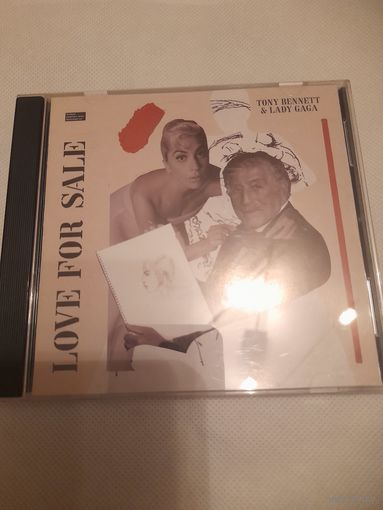 TONY BENNETT
& LADY GAGA
LOVE FOR SALE